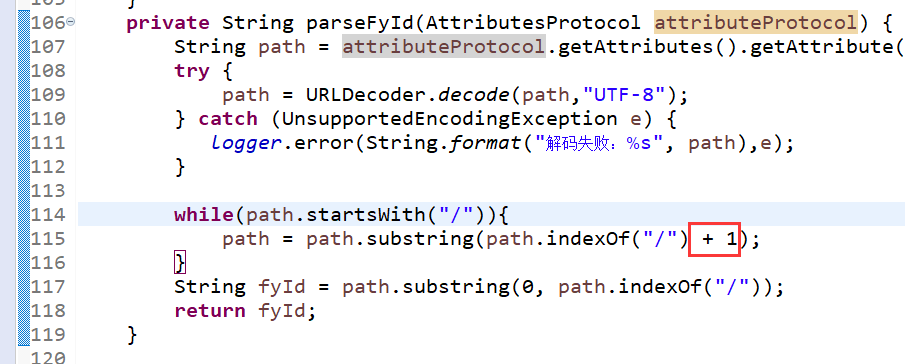 106 private String parseFyId(AttributesProtocol attributeProtocol) {
107 String path = attributeProtocol.getAttributes().getAttribute(
108 try {
109 path = URLDecoder.decode(path,"UTF-8");
110 } catch (UnsupportedEncodingException e) {
111 logger.error(String.format("解码失败：%s", path),e);
112 }
113
114 while(path.startsWith("/")){
115 path = path.substring(path.indexOf("/") + 1);
116 }
117 String fyId = path.substring(0, path.indexOf("/"));
118 return fyId;
119 }
120